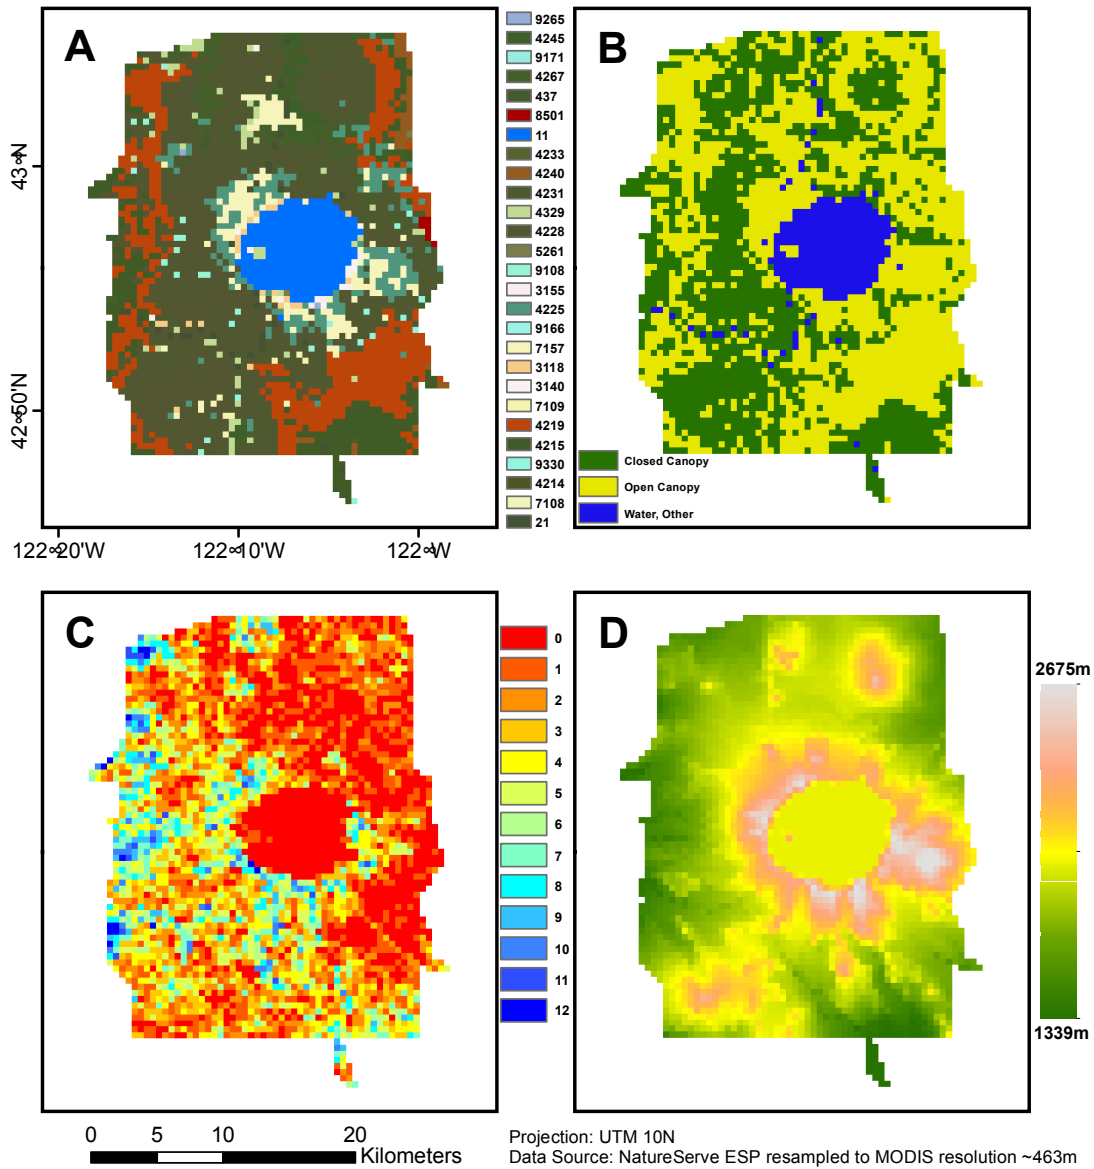 A
43°N
42°50'N
122°20'W
122°10'W
122°W
9265
4245
9171
4267
437
8501
11
4233
4240
4231
4329
4228
5261
9108
3155
4225
9166
7157
3118
3140
7109
4219
4215
9330
4214
7108
21
B
Closed Canopy
Open Canopy
Water, Other
C
0
1
2
3
4
5
6
7
8
9
10
11
12
D
2675m
1339m
0 5 10 20
Kilometers
Projection: UTM 10N
Data Source: NatureServe ESP resampled to MODIS resolution ~463m